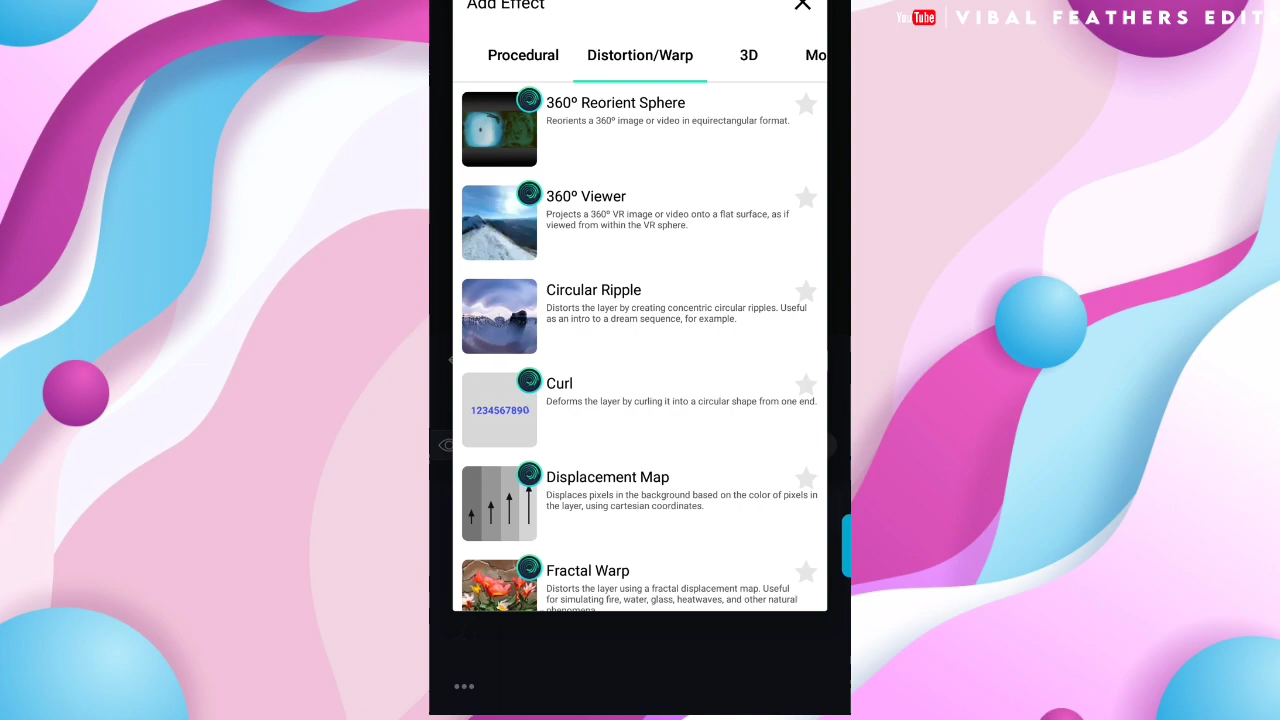 Add Effect
YouTube VIBAL FEATHERS EDIT
Procedural Distortion/Warp 3D Mo
360º Reorient Sphere
Reorients a 360º image or video in equirectangular format.
360º Viewer
Projects a 360º VR image or video onto a flat surface, as if
viewed from within the VR sphere.
Circular Ripple
Distorts the layer by creating concentric circular ripples. Useful
as an intro to a dream sequence, for example.
Curl
Deforms the layer by curling it into a circular shape from one end.
1234567890
Displacement Map
Displaces pixels in the background based on the color of pixels in
the layer, using cartesian coordinates.
Fractal Warp
Distorts the layer using a fractal displacement map. Useful
for simulating fire, water, glass, heatwaves, and other natural
phenomena.